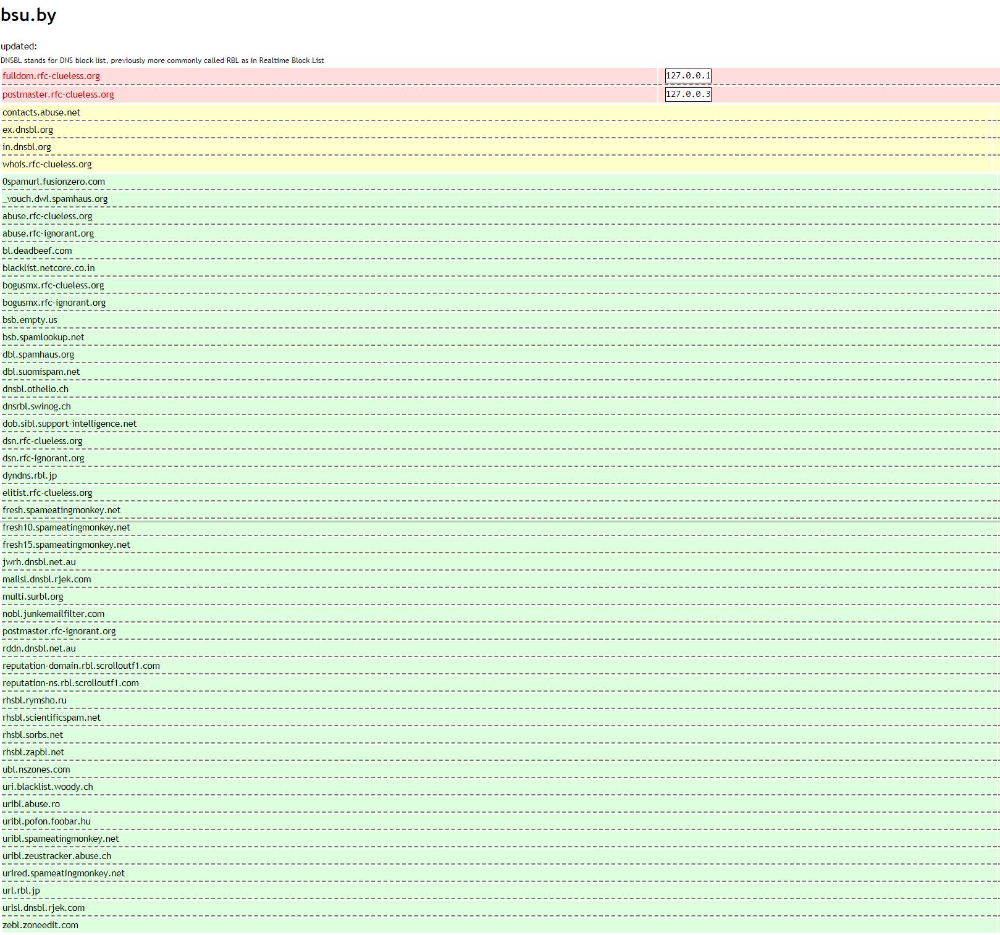 bsu.by
updated:
DNSBL stands for DNS block list, previously more commonly called RBL as in Realtime Block List
fulldom.rfc-clueless.org 127.0.0.1
postmaster.rfc-clueless.org 127.0.0.3
contacts.abuse.net
ex.dnsbl.org
in.dnsbl.org
whois.rfc-clueless.org
0spamurl.fusionzero.com
_vouch.dwl.spamhaus.org
abuse.rfc-clueless.org
abuse.rfc-ignorant.org
bl.deadbeef.com
blacklist.netcore.co.in
bogusmx.rfc-clueless.org
bogusmx.rfc-ignorant.org
bsb.empty.us
bsb.spamlookup.net
dbl.spamhaus.org
dbl.suomispam.net
dnsbl.othello.ch
dnsrbl.swinog.ch
dob.sibl.support-intelligence.net
dsn.rfc-clueless.org
dsn.rfc-ignorant.org
dyndns.rbl.jp
elitist.rfc-clueless.org
fresh.spameatingmonkey.net
fresh10.spameatingmonkey.net
fresh15.spameatingmonkey.net
jwrh.dnsbl.net.au
mailsl.dnsbl.rjek.com
multi.surbl.org
nobl.junkemailfilter.com
postmaster.rfc-ignorant.org
rddn.dnsbl.net.au
reputation-domain.rbl.scrolloutf1.com
reputation-ns.rbl.scrolloutf1.com
rhsbl.rymsho.ru
rhsbl.scientificspam.net
rhsbl.sorbs.net
rhsbl.zapbl.net
ubl.nszones.com
uri.blacklist.woody.ch
uribl.abuse.ro
uribl.pofon.foobar.hu
uribl.spameatingmonkey.net
uribl.zeustracker.abuse.ch
urired.spameatingmonkey.net
url.rbl.jp
urlsl.dnsbl.rjek.com
zebl.zoneedit.com